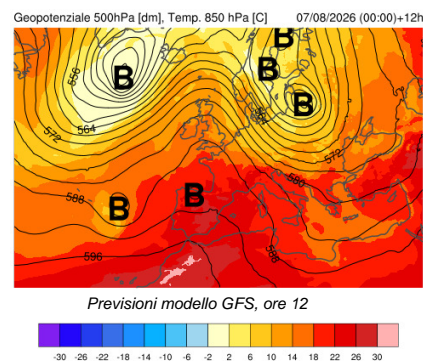 Geopotenziale 500hPa [dm], Temp. 850 hPa [C] 07/08/2026 (00:00)+12h
B
B
B
B
556
564
572
572
580
588
B
B
596
588
Previsioni modello GFS, ore 12
-30 -26 -22 -18 -14 -10 -6 -2 2 6 10 14 18 22 26 30